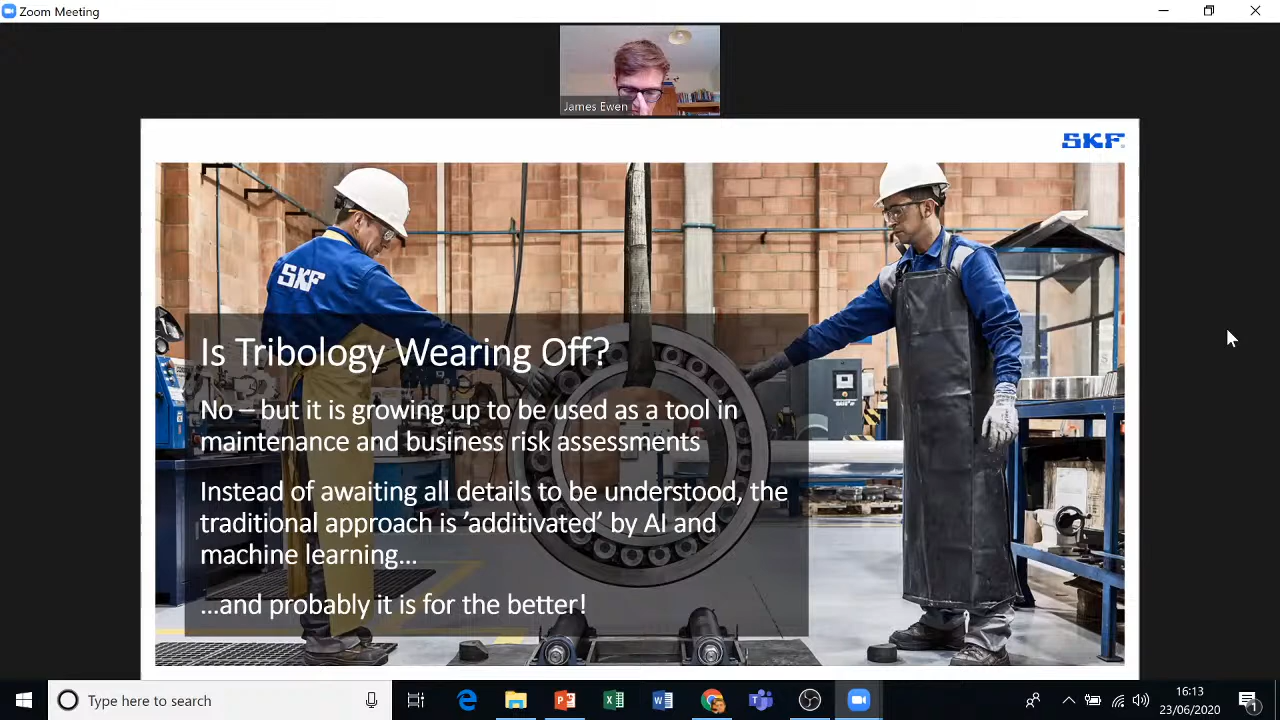 Zoom Meeting
James Ewen
SKF
SKF
Is Tribology Wearing Off?
No – but it is growing up to be used as a tool in
maintenance and business risk assessments
Instead of awaiting all details to be understood, the
traditional approach is ’additivated’ by AI and
machine learning...
...and probably it is for the better!
Type here to search
16:13
23/06/2020
1